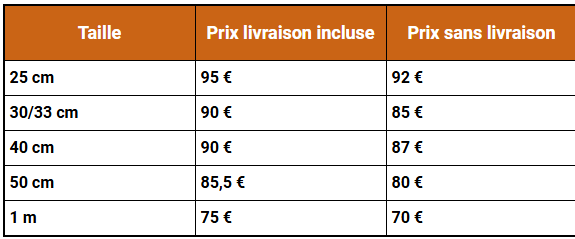 Taille Prix livraison incluse Prix sans livraison
25 cm 95 € 92 €
30/33 cm 90 € 85 €
40 cm 90 € 87 €
50 cm 85,5 € 80 €
1 m 75 € 70 €